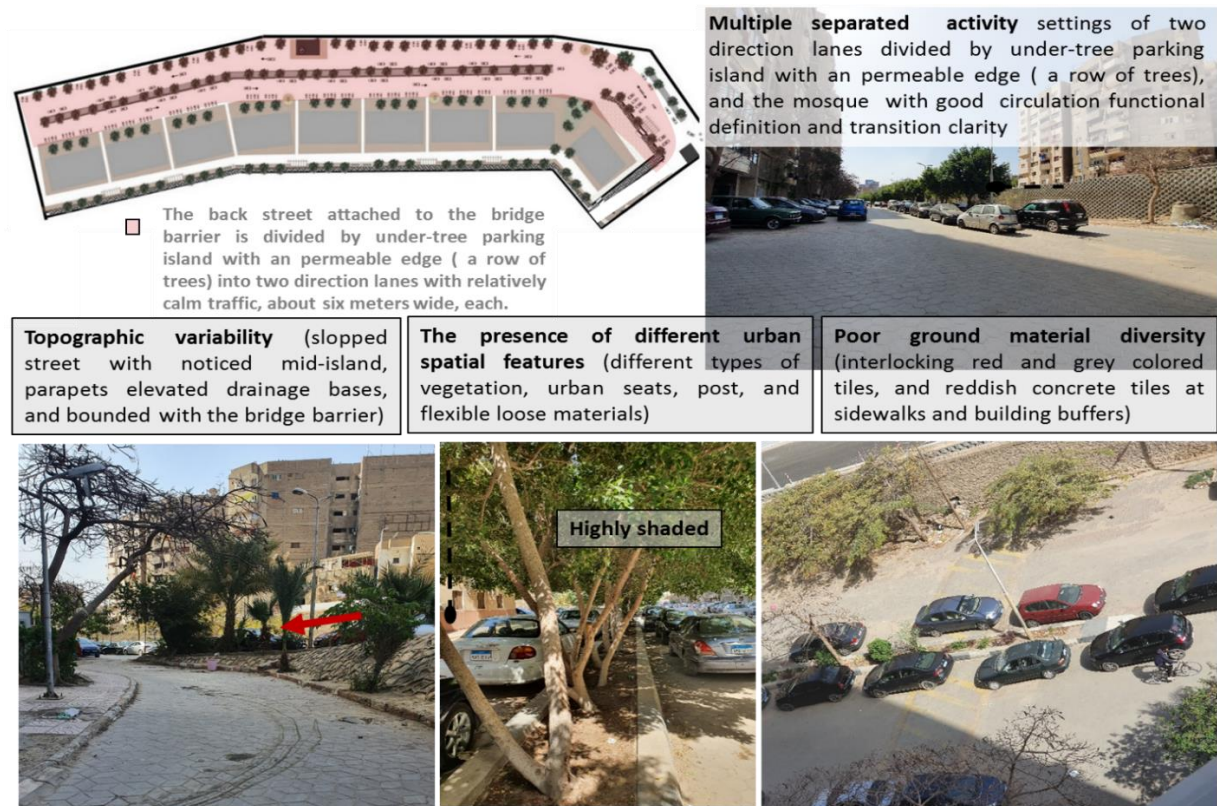 Multiple separated activity settings of two
direction lanes divided by under-tree parking
island with an permeable edge ( a row of
trees), and the mosque with good circulation functional
definition and transition clarity
The back street attached to the bridge
barrier is divided by under-tree parking
island with an permeable edge ( a row of
trees) into two direction lanes with relatively
calm traffic, about six meters wide, each.
Topographic variability (slopped
street with noticed mid-island,
parapets elevated drainage bases,
and bounded with the bridge barrier)
The presence of different urban
spatial features (different types of
vegetation, urban seats, post, and
flexible loose materials)
Poor ground material diversity
(interlocking red and grey colored
tiles, and reddish concrete tiles at
sidewalks and building buffers)
Highly shaded